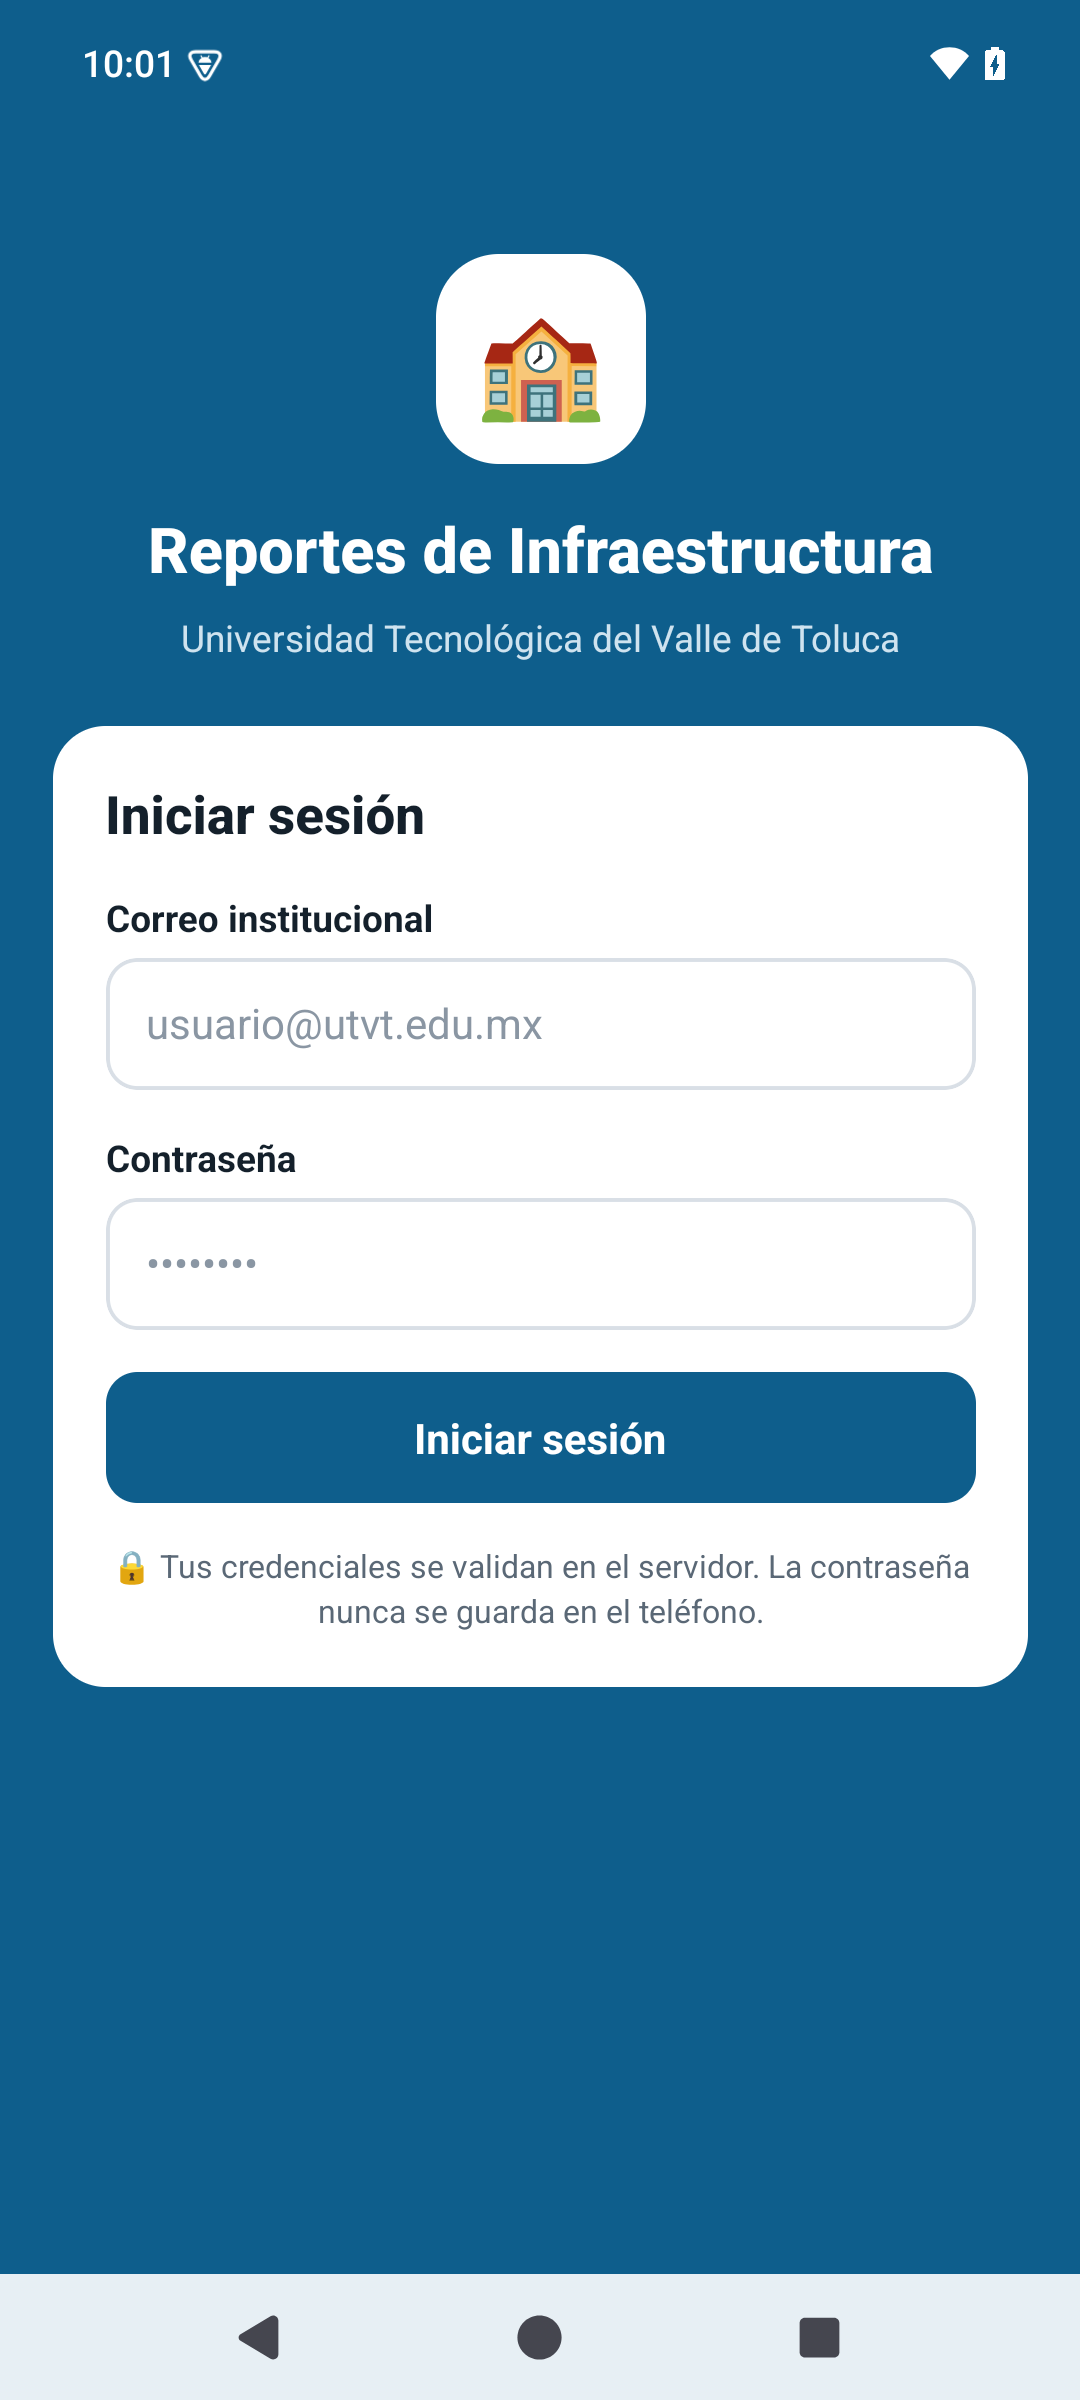 10:01
Reportes de Infraestructura
Universidad Tecnológica del Valle de Toluca
Iniciar sesión
Correo institucional
usuario@utvt.edu.mx
Contraseña
••••••••
Iniciar sesión
🔒 Tus credenciales se validan en el servidor. La contraseña
nunca se guarda en el teléfono.